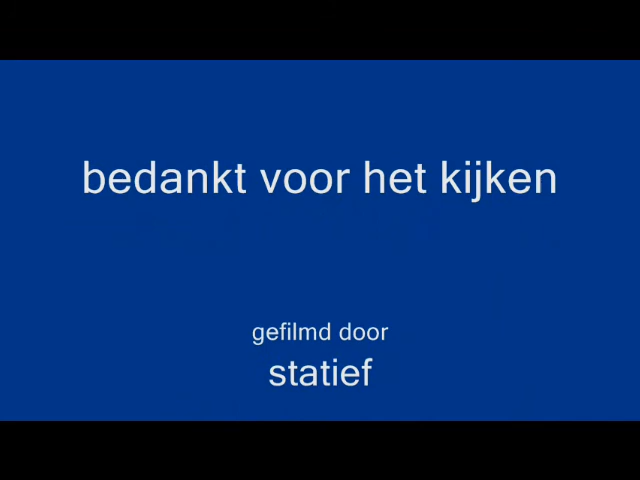 bedankt voor het kijken
gefilmd door
statief